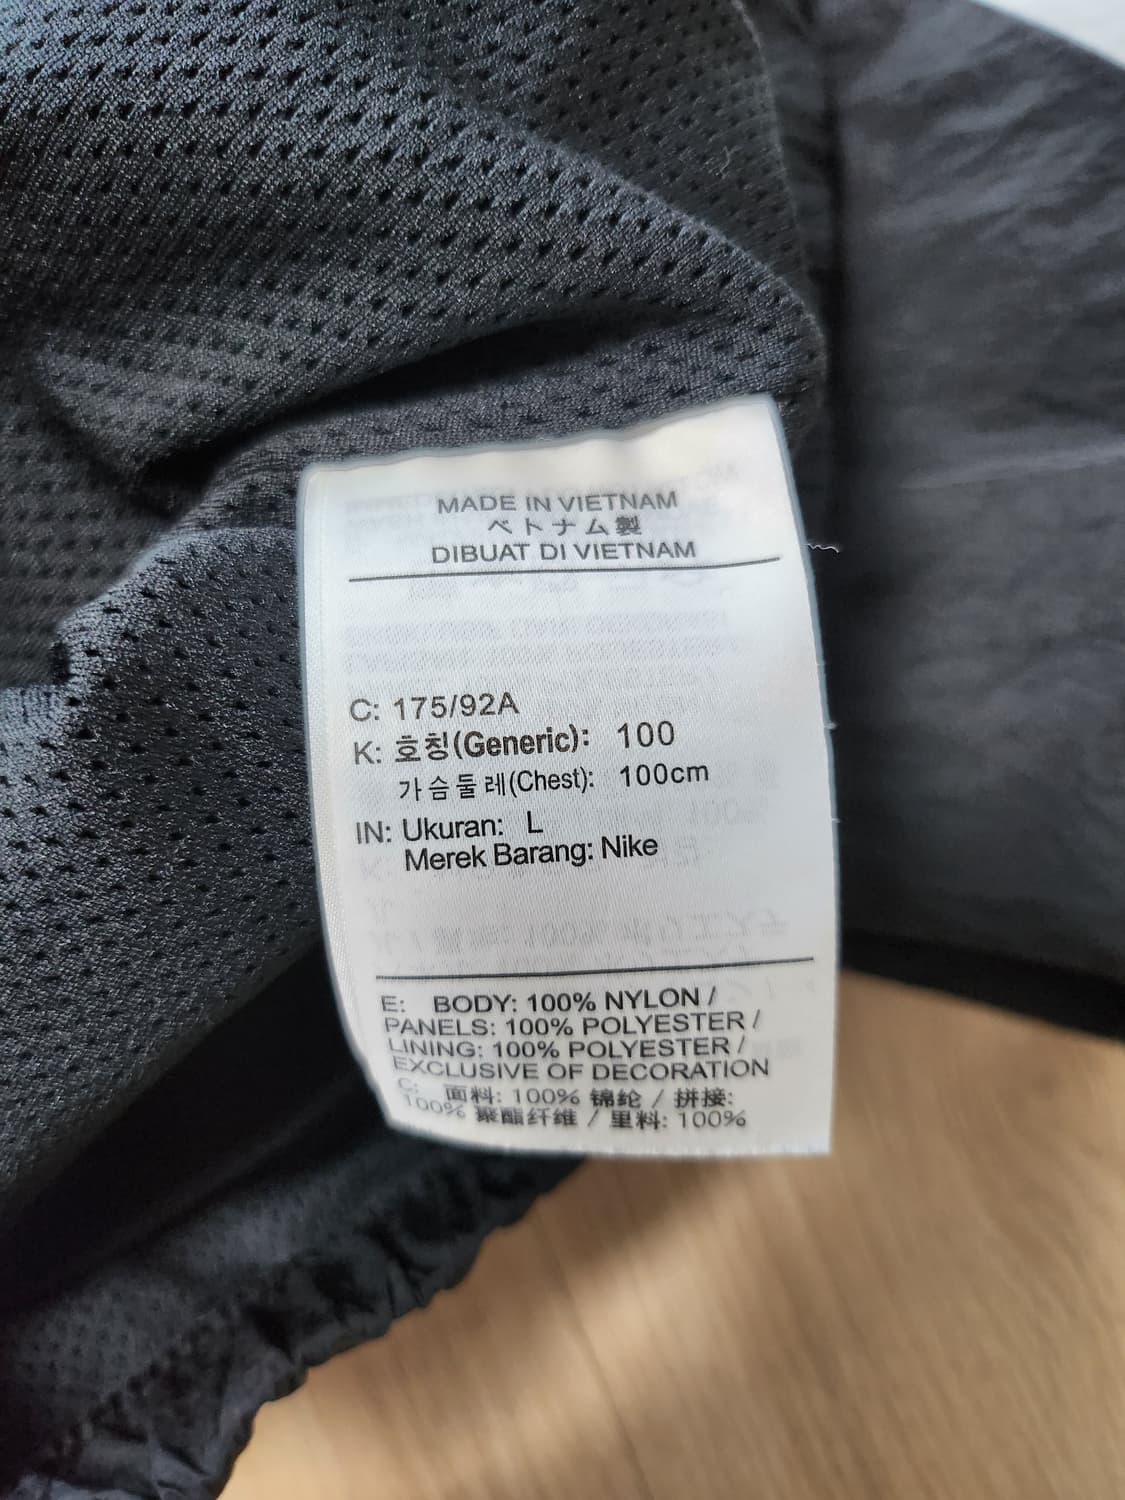 MADE IN VIETNAM
ベトナム製
DIBUAT DI VIETNAM
C: 175/92A
K: 호칭(Generic): 100
가슴둘레(Chest): 100cm
IN: Ukuran: L
Merek Barang: Nike
E: BODY: 100% NYLON /
PANELS: 100% POLYESTER /
LINING: 100% POLYESTER /
EXCLUSIVE OF DECORATION
C: 面料: 100% 锦纶 / 拼接:
100% 聚酯纤维 / 里料: 100%